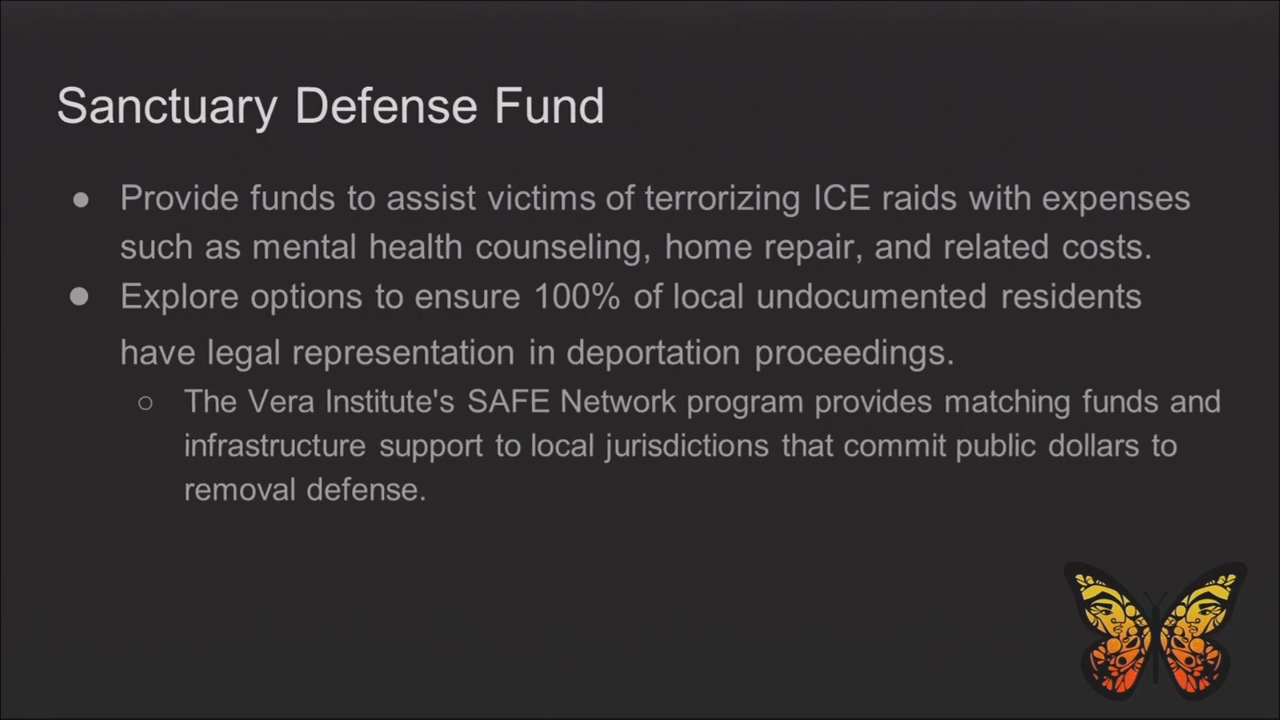 Sanctuary Defense Fund
● Provide funds to assist victims of terrorizing ICE raids with expenses
such as mental health counseling, home repair, and related costs.
● Explore options to ensure 100% of local undocumented residents
have legal representation in deportation proceedings.
○ The Vera Institute's SAFE Network program provides matching funds and
infrastructure support to local jurisdictions that commit public dollars to
removal defense.